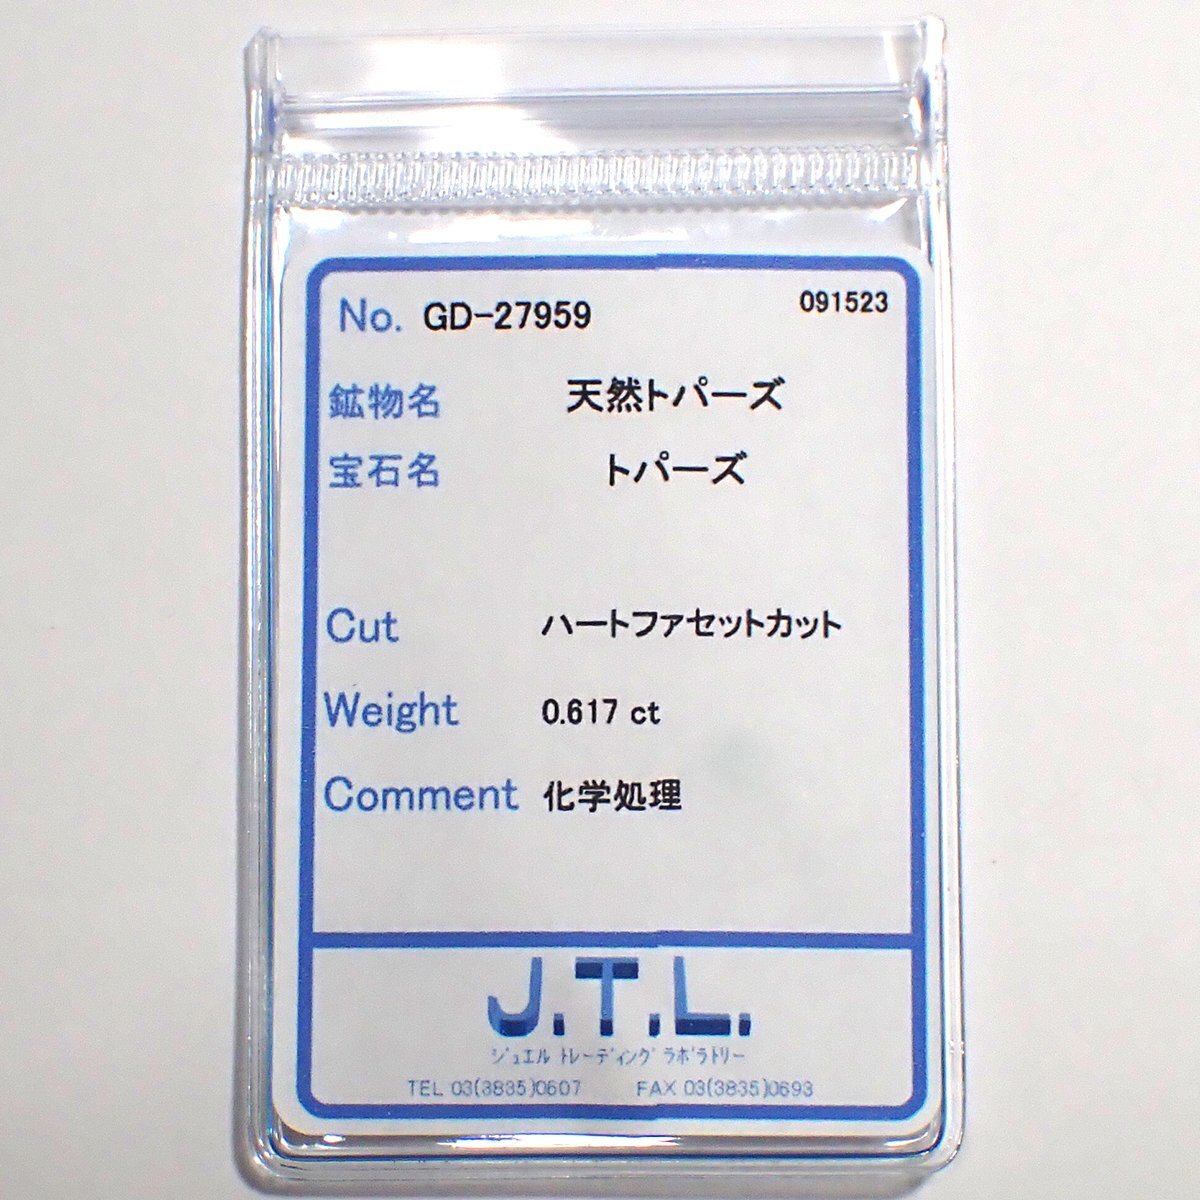 No. GD-27959 091523
鉱物名 天然トパーズ
宝石名 トパーズ
Cut ハートファセットカット
Weight 0.617 ct
Comment 化学処理
J.T.L.
ジュエル トレーディング ラボラトリー
TEL 03(3835)0607 FAX 03(3835)0693